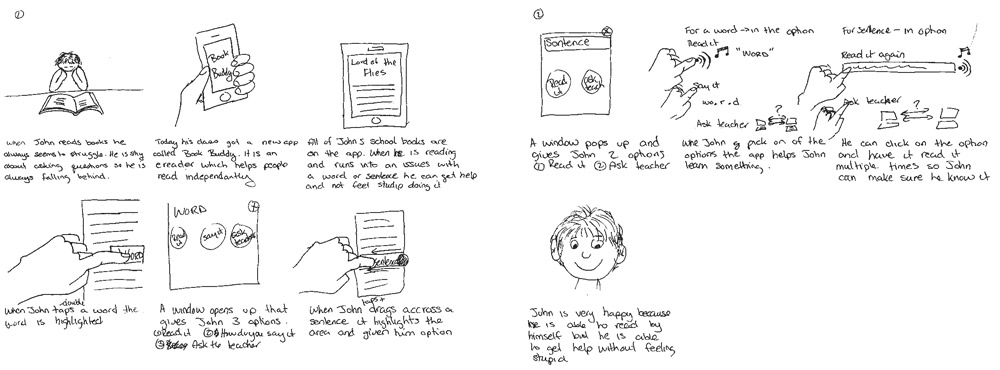 ①
Book
Buddy
Lord of the
Flies
when John reads books he
always seems to struggle. He is shy
about asking questions so he is
always falling behind.
Today his class got a new app
called Book Buddy. It is an
ereader which helps people
read independantly
All of John's school books are
on the app. When he is reading
and runs into an issues with
a word or sentence he can get help
and not feel studip doing it
WORD
WORD
Read
it
say it
Ask
teacher
sentence
double
When John taps a word the
word is highlighted
A window opens up that
gives John 3 options.
① Read it ② How do you say it
③ Ask the teacher
taps +
When John drags accross a
sentence it highlights the
area and given him option
②
Sentence
Read
it
Ask
teach
For a word → in the option
Read it
"WORD"
say it
wo.r.d
Ask teacher
?
For sentence – in option
Read it again
Ask teacher
?
A window pops up and
gives John 2 options
① Read it ② Ask teacher
John pick on of the
options the app helps John
learn something.
He can click on the option
and have it read it
multiple times so John
can make sure he know it
John is very happy because
he is able to read by
himself but he is able
to get help without feeling
stupid